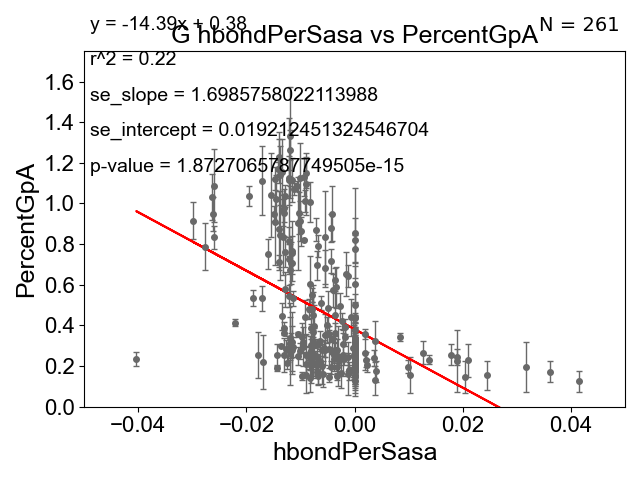 y = -14.39x + 0.38
N = 261
G hbondPerSasa vs PercentGpA
r^2 = 0.22
se_slope = 1.6985758022113988
se_intercept = 0.019212451324546704
p-value = 1.8727065787749505e-15
PercentGpA
1.6
1.4
1.2
1.0
0.8
0.6
0.4
0.2
0.0
−0.04
−0.02
0.00
0.02
0.04
hbondPerSasa